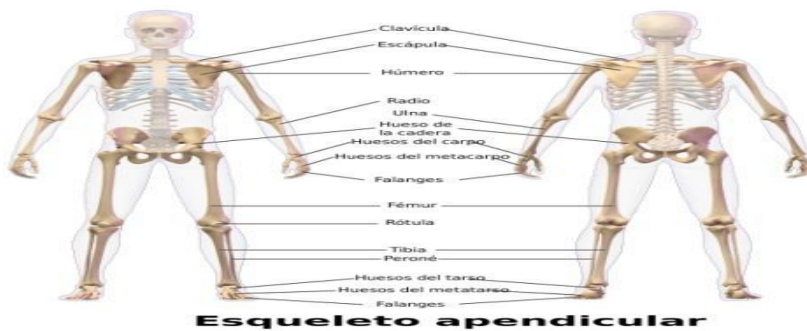 Clavícula
Escápula
Húmero
Radio
Ulna
Hueso de
la cadera
Huesos del carpo
Huesos del metacarpo
Falanges
Fémur
Rótula
Tibia
Peroné
Huesos del tarso
Huesos del metatarso
Falanges
Esqueleto apendicular